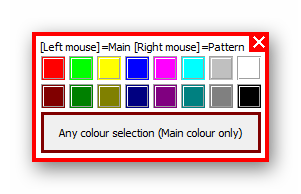 [Left mouse]=Main [Right mouse]=Pattern
Any colour selection (Main colour only)